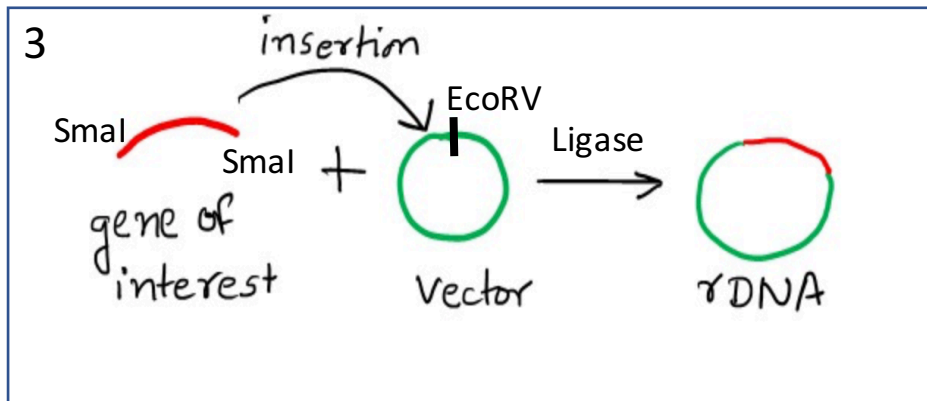 3
insertion
EcoRV
SmaI
SmaI
+
Ligase
gene of
interest
vector
rDNA